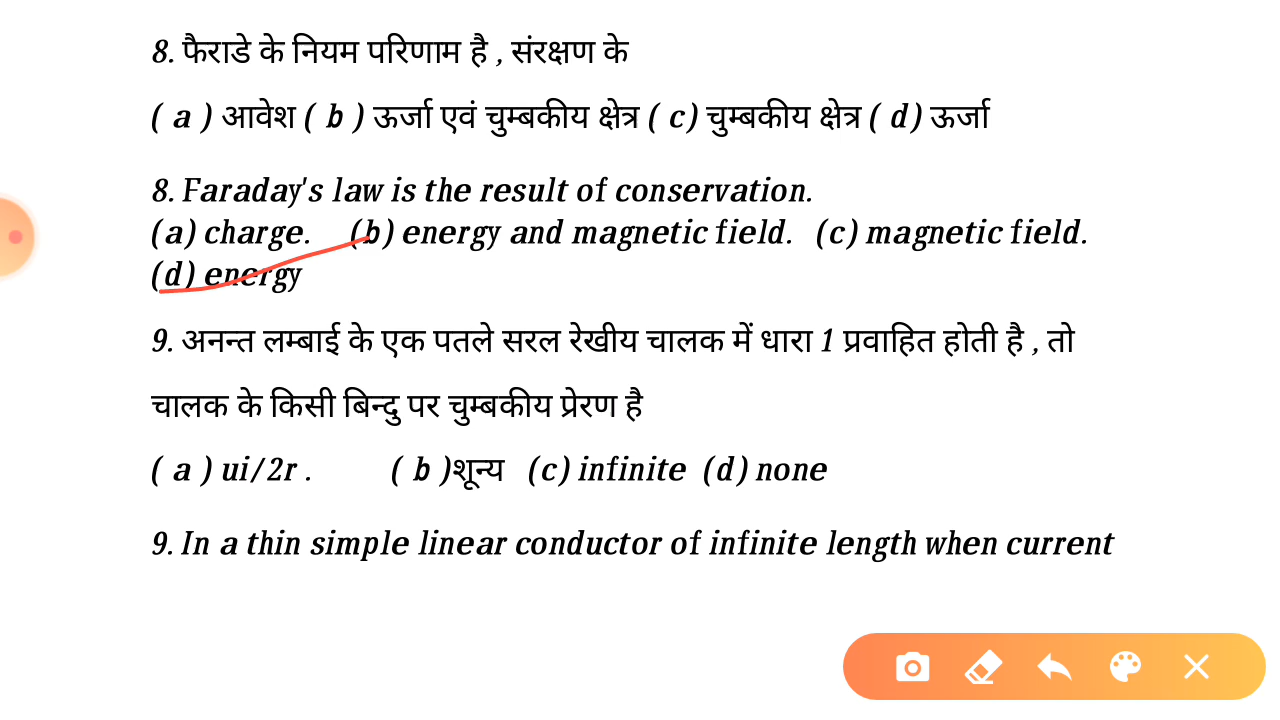 8. फैराडे के नियम परिणाम है , संरक्षण के
( a ) आवेश ( b ) ऊर्जा एवं चुम्बकीय क्षेत्र ( c) चुम्बकीय क्षेत्र ( d) ऊर्जा
8. Faraday's law is the result of conservation.
(a) charge. (b) energy and magnetic field. (c) magnetic field.
(d) energy
9. अनन्त लम्बाई के एक पतले सरल रेखीय चालक में धारा 1 प्रवाहित होती है , तो
चालक के किसी बिन्दु पर चुम्बकीय प्रेरण है
( a ) ui/2r . ( b )शून्य (c) infinite (d) none
9. In a thin simple linear conductor of infinite length when current